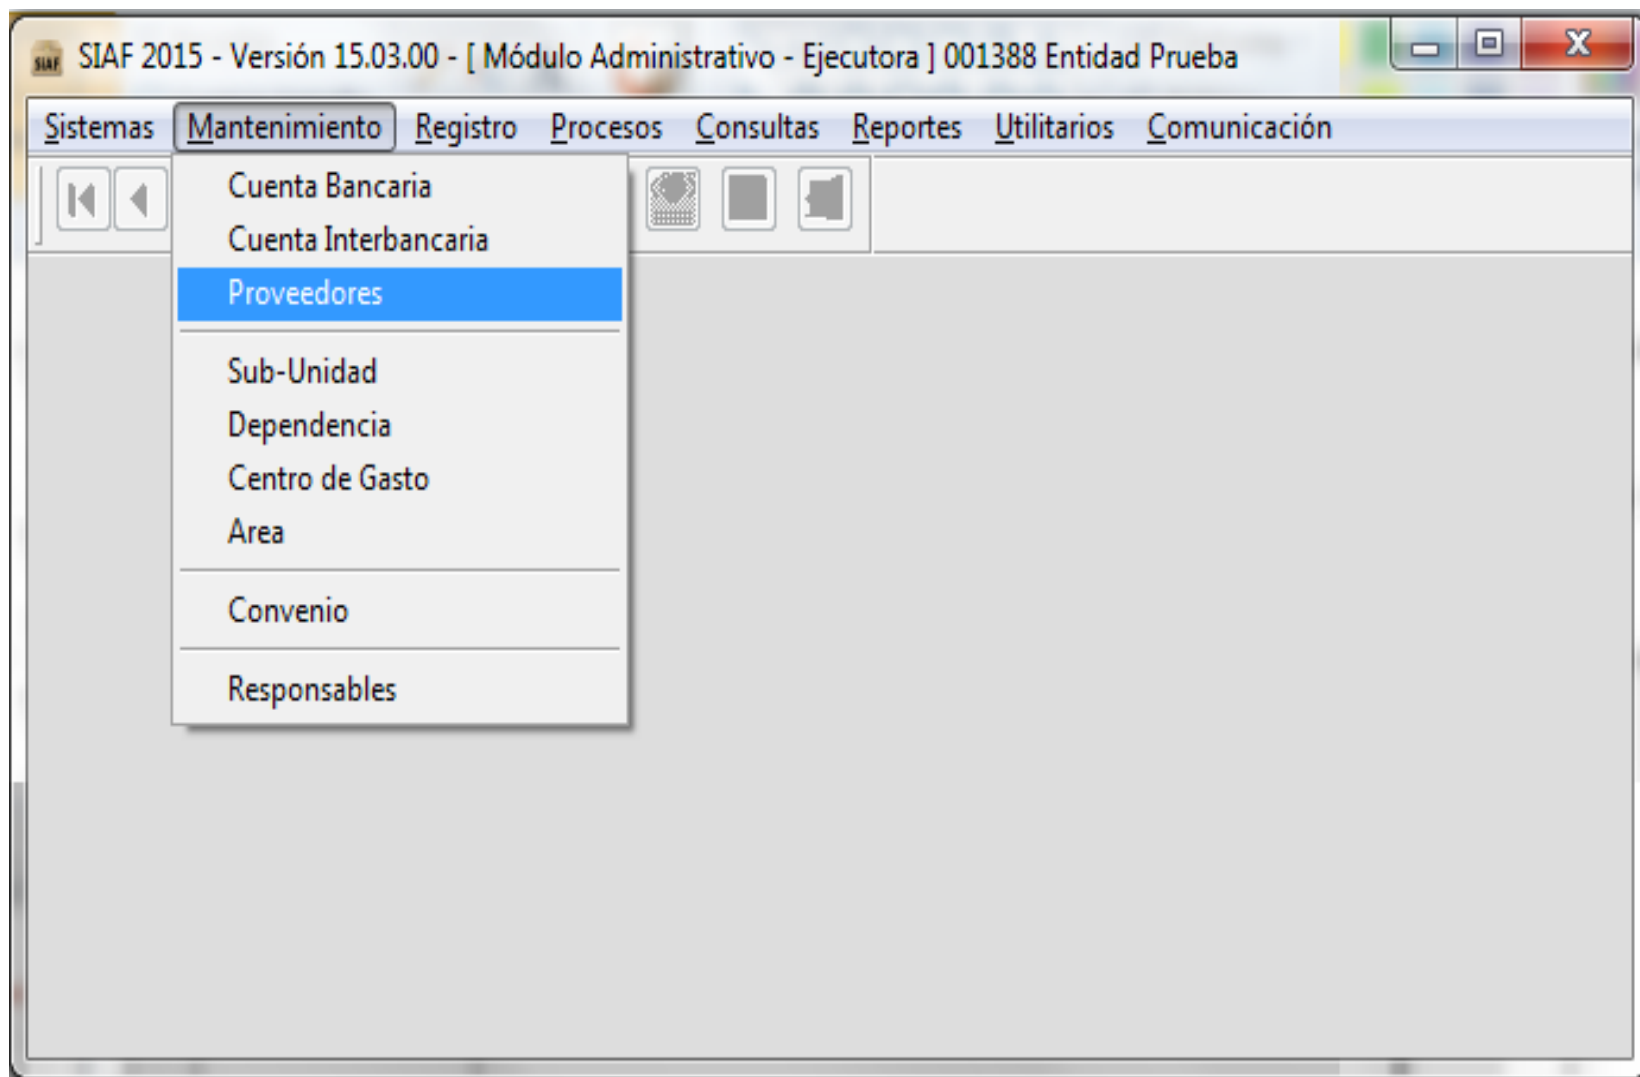 SIAF SIAF 2015 - Versión 15.03.00 - [ Módulo Administrativo - Ejecutora ] 001388 Entidad Prueba
Sistemas Mantenimiento Registro Procesos Consultas Reportes Utilitarios Comunicación
Cuenta Bancaria
Cuenta Interbancaria
Proveedores
Sub-Unidad
Dependencia
Centro de Gasto
Area
Convenio
Responsables